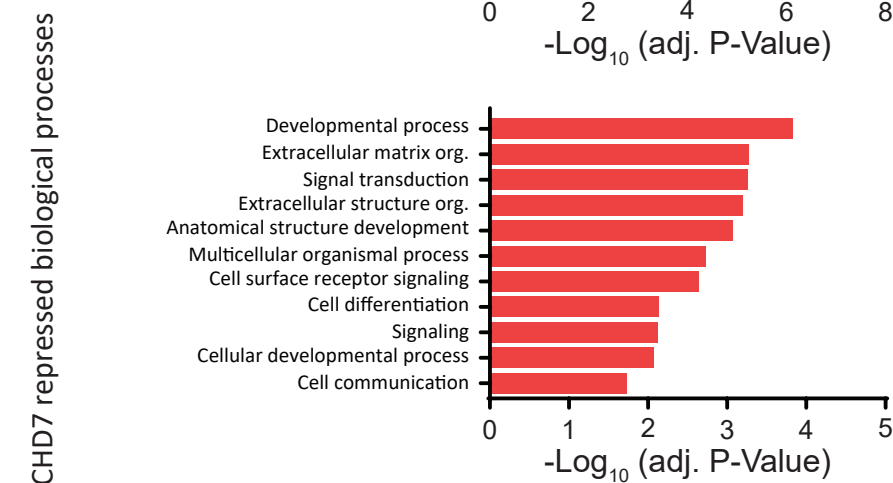 0 2 4 6 8
-Log10 (adj. P-Value)
CHD7 repressed biological processes
Developmental process
Extracellular matrix org.
Signal transduction
Extracellular structure org.
Anatomical structure development
Multicellular organismal process
Cell surface receptor signaling
Cell differentiation
Signaling
Cellular developmental process
Cell communication
0 1 2 3 4 5
-Log10 (adj. P-Value)